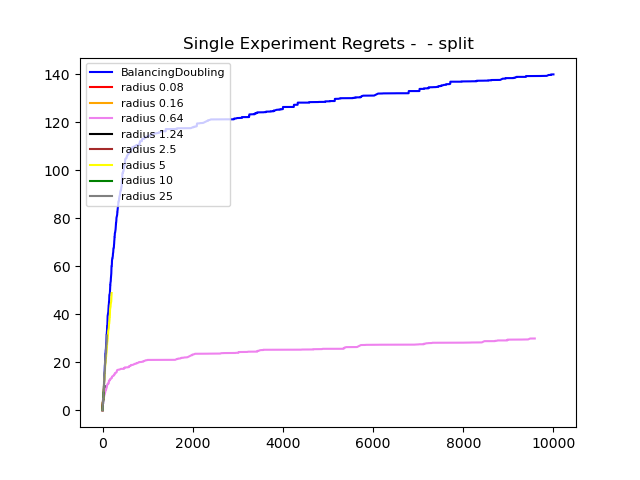 Single Experiment Regrets -  - split
BalancingDoubling
radius 0.08
radius 0.16
radius 0.64
radius 1.24
radius 2.5
radius 5
radius 10
radius 25
140
120
100
80
60
40
20
0
0 2000 4000 6000 8000 10000